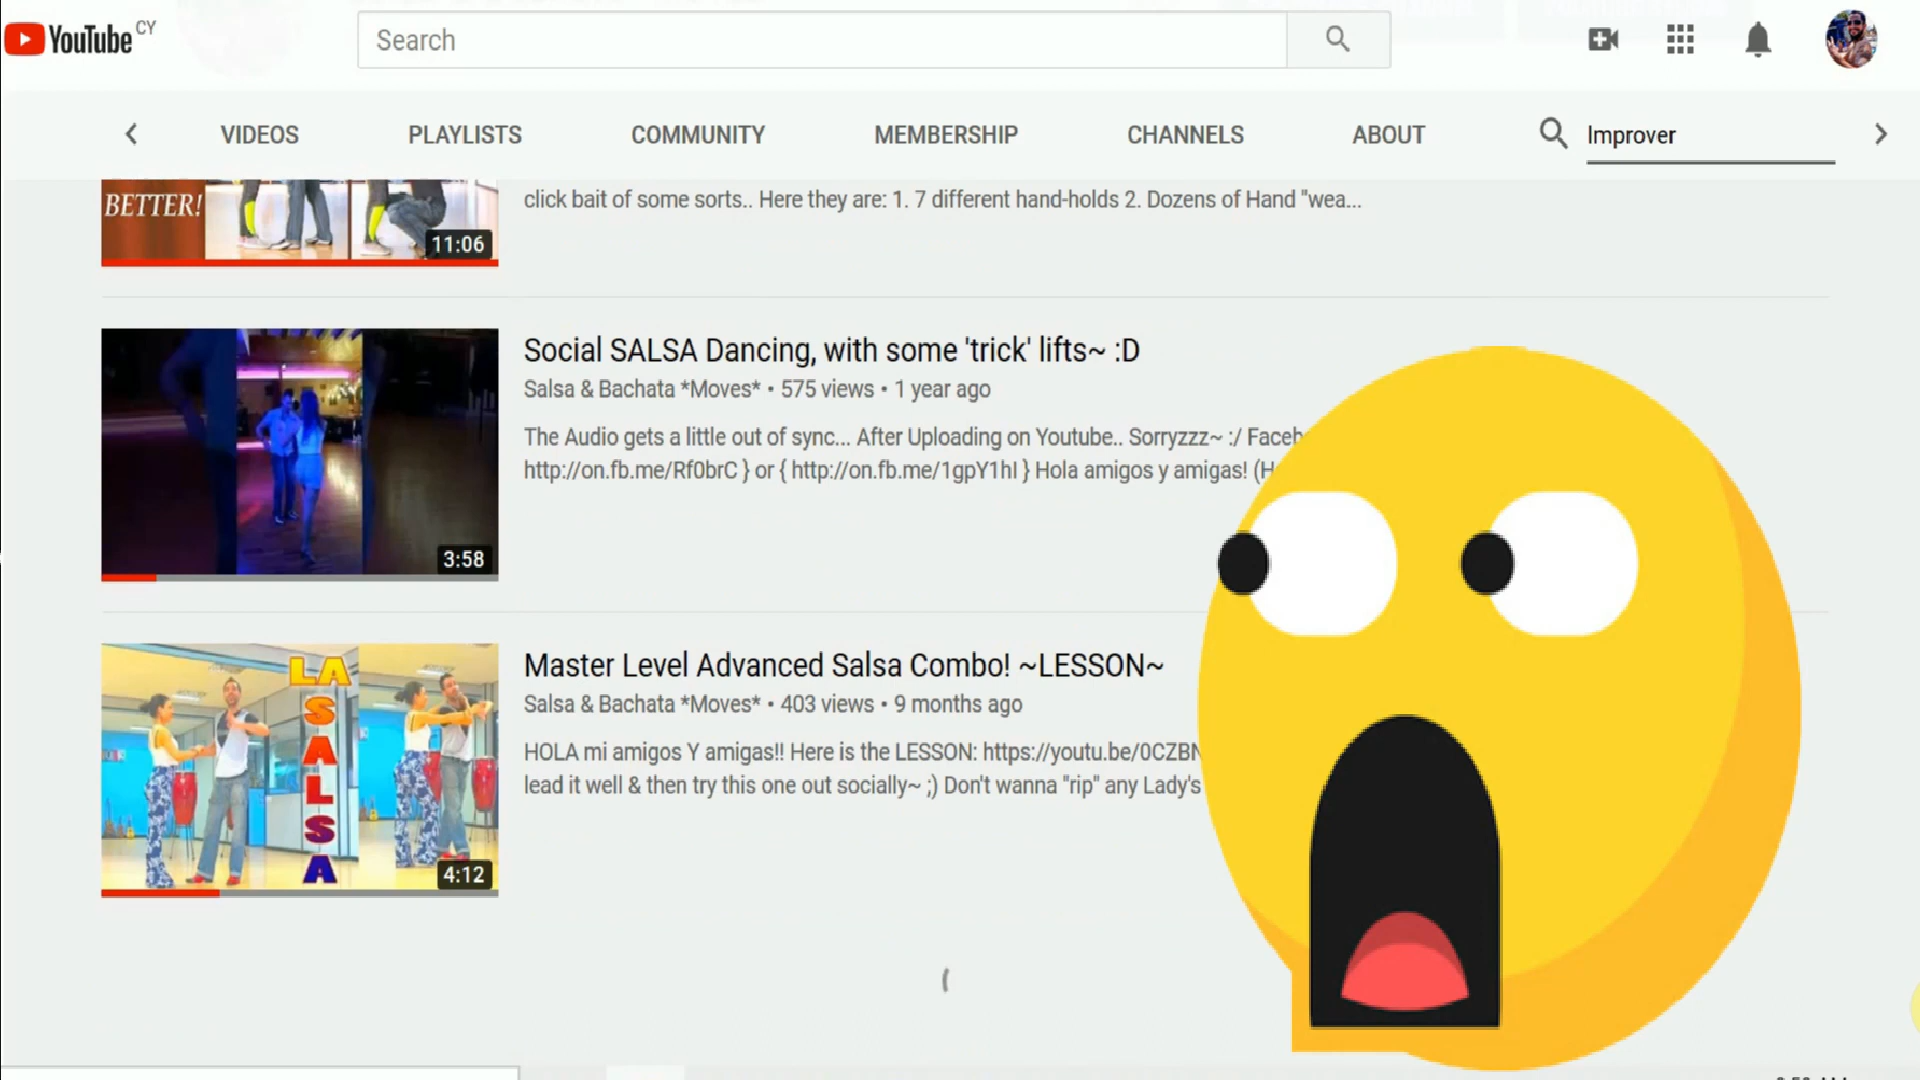 YouTube CY
Search
VIDEOS PLAYLISTS COMMUNITY MEMBERSHIP CHANNELS ABOUT Improver
BETTER!
11:06
click bait of some sorts.. Here they are: 1. 7 different hand-holds 2. Dozens of Hand "wea...
3:58
Social SALSA Dancing, with some 'trick' lifts~ :D
Salsa & Bachata *Moves* • 575 views • 1 year ago
The Audio gets a little out of sync... After Uploading on Youtube.. Sorryzzz~ :/ Faceb
http://on.fb.me/Rf0brC } or { http://on.fb.me/1gpY1hI } Hola amigos y amigas! (H
LA
SALSA
4:12
Master Level Advanced Salsa Combo! ~LESSON~
Salsa & Bachata *Moves* • 403 views • 9 months ago
HOLA mi amigos Y amigas!! Here is the LESSON: https://youtu.be/0CZBN
lead it well & then try this one out socially~ ;) Don't wanna "rip" any Lady's